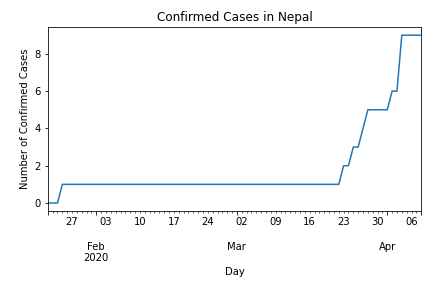 Confirmed Cases in Nepal
Number of Confirmed Cases
8
6
4
2
0
27 03 10 17 24 02 09 16 23 30 06
Feb Mar Apr
2020
Day